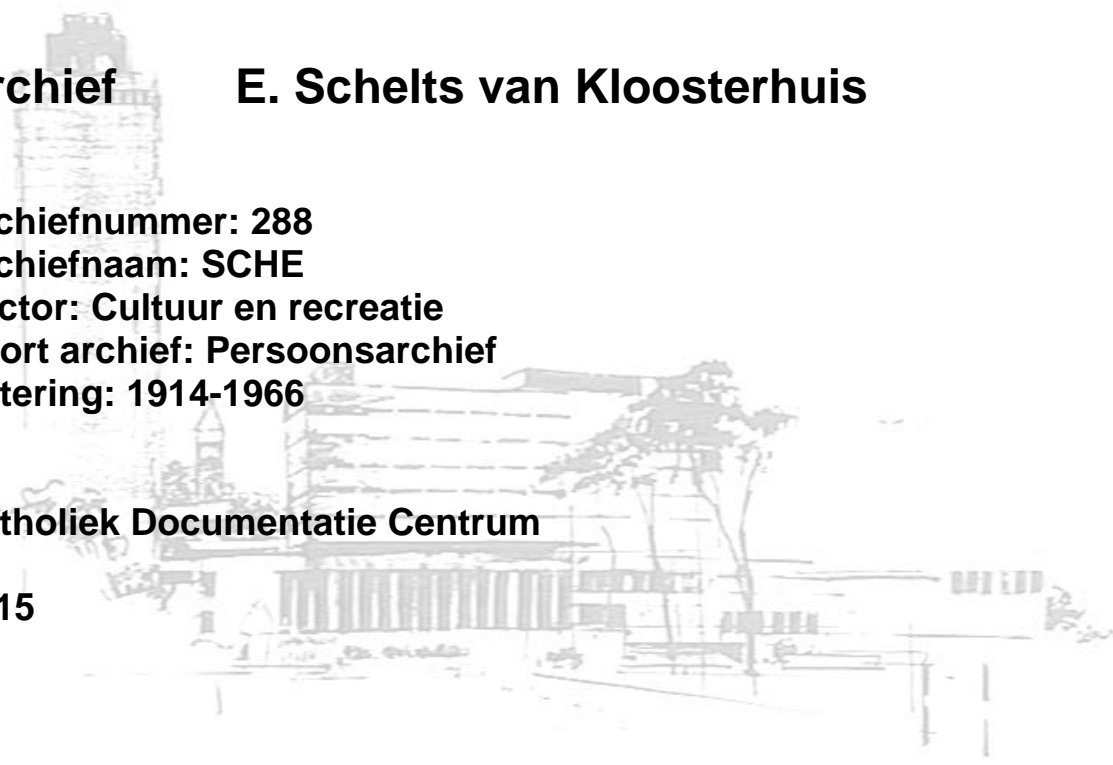 rchief E. Schelts van Kloosterhuis
chiefnummer: 288
chiefnaam: SCHE
ctor: Cultuur en recreatie
ort archief: Persoonsarchief
tering: 1914-1966
tholiek Documentatie Centrum
15